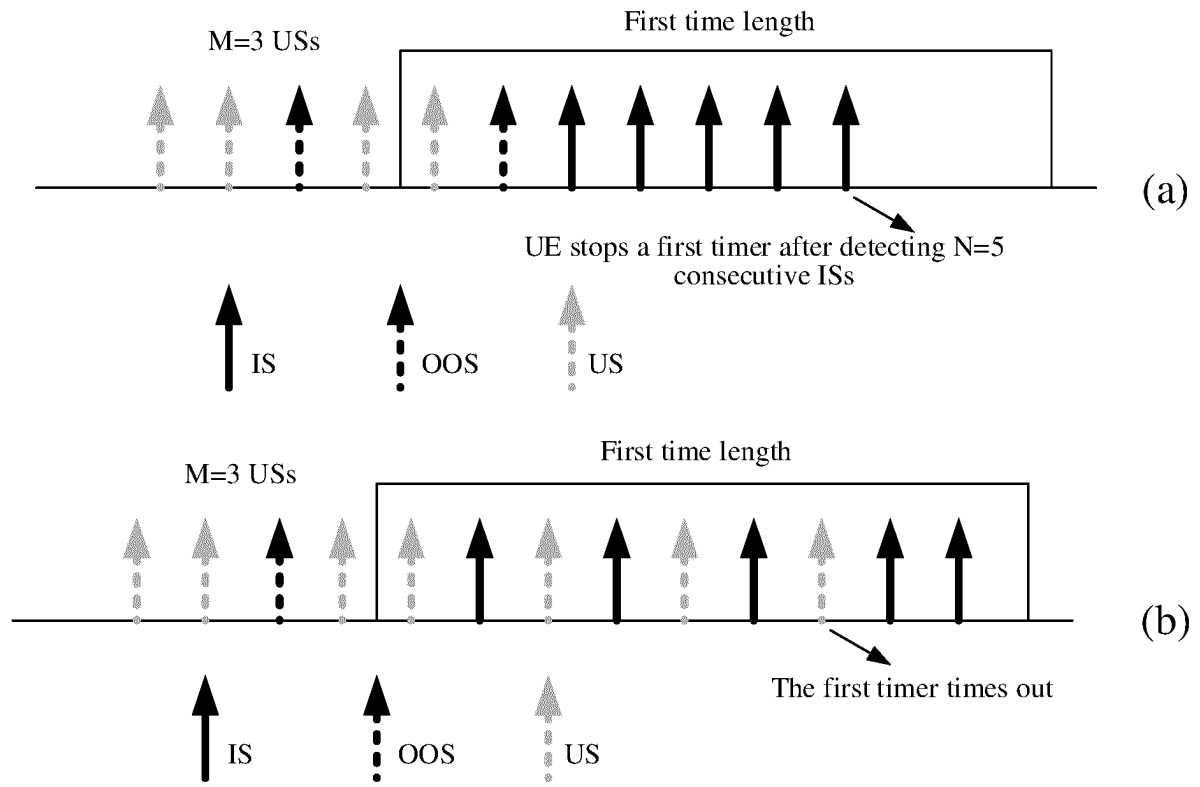 First time length
M=3 USs
(a)
UE stops a first timer after detecting N=5
consecutive ISs
IS
OOS
US
First time length
M=3 USs
(b)
The first timer times out
IS
OOS
US